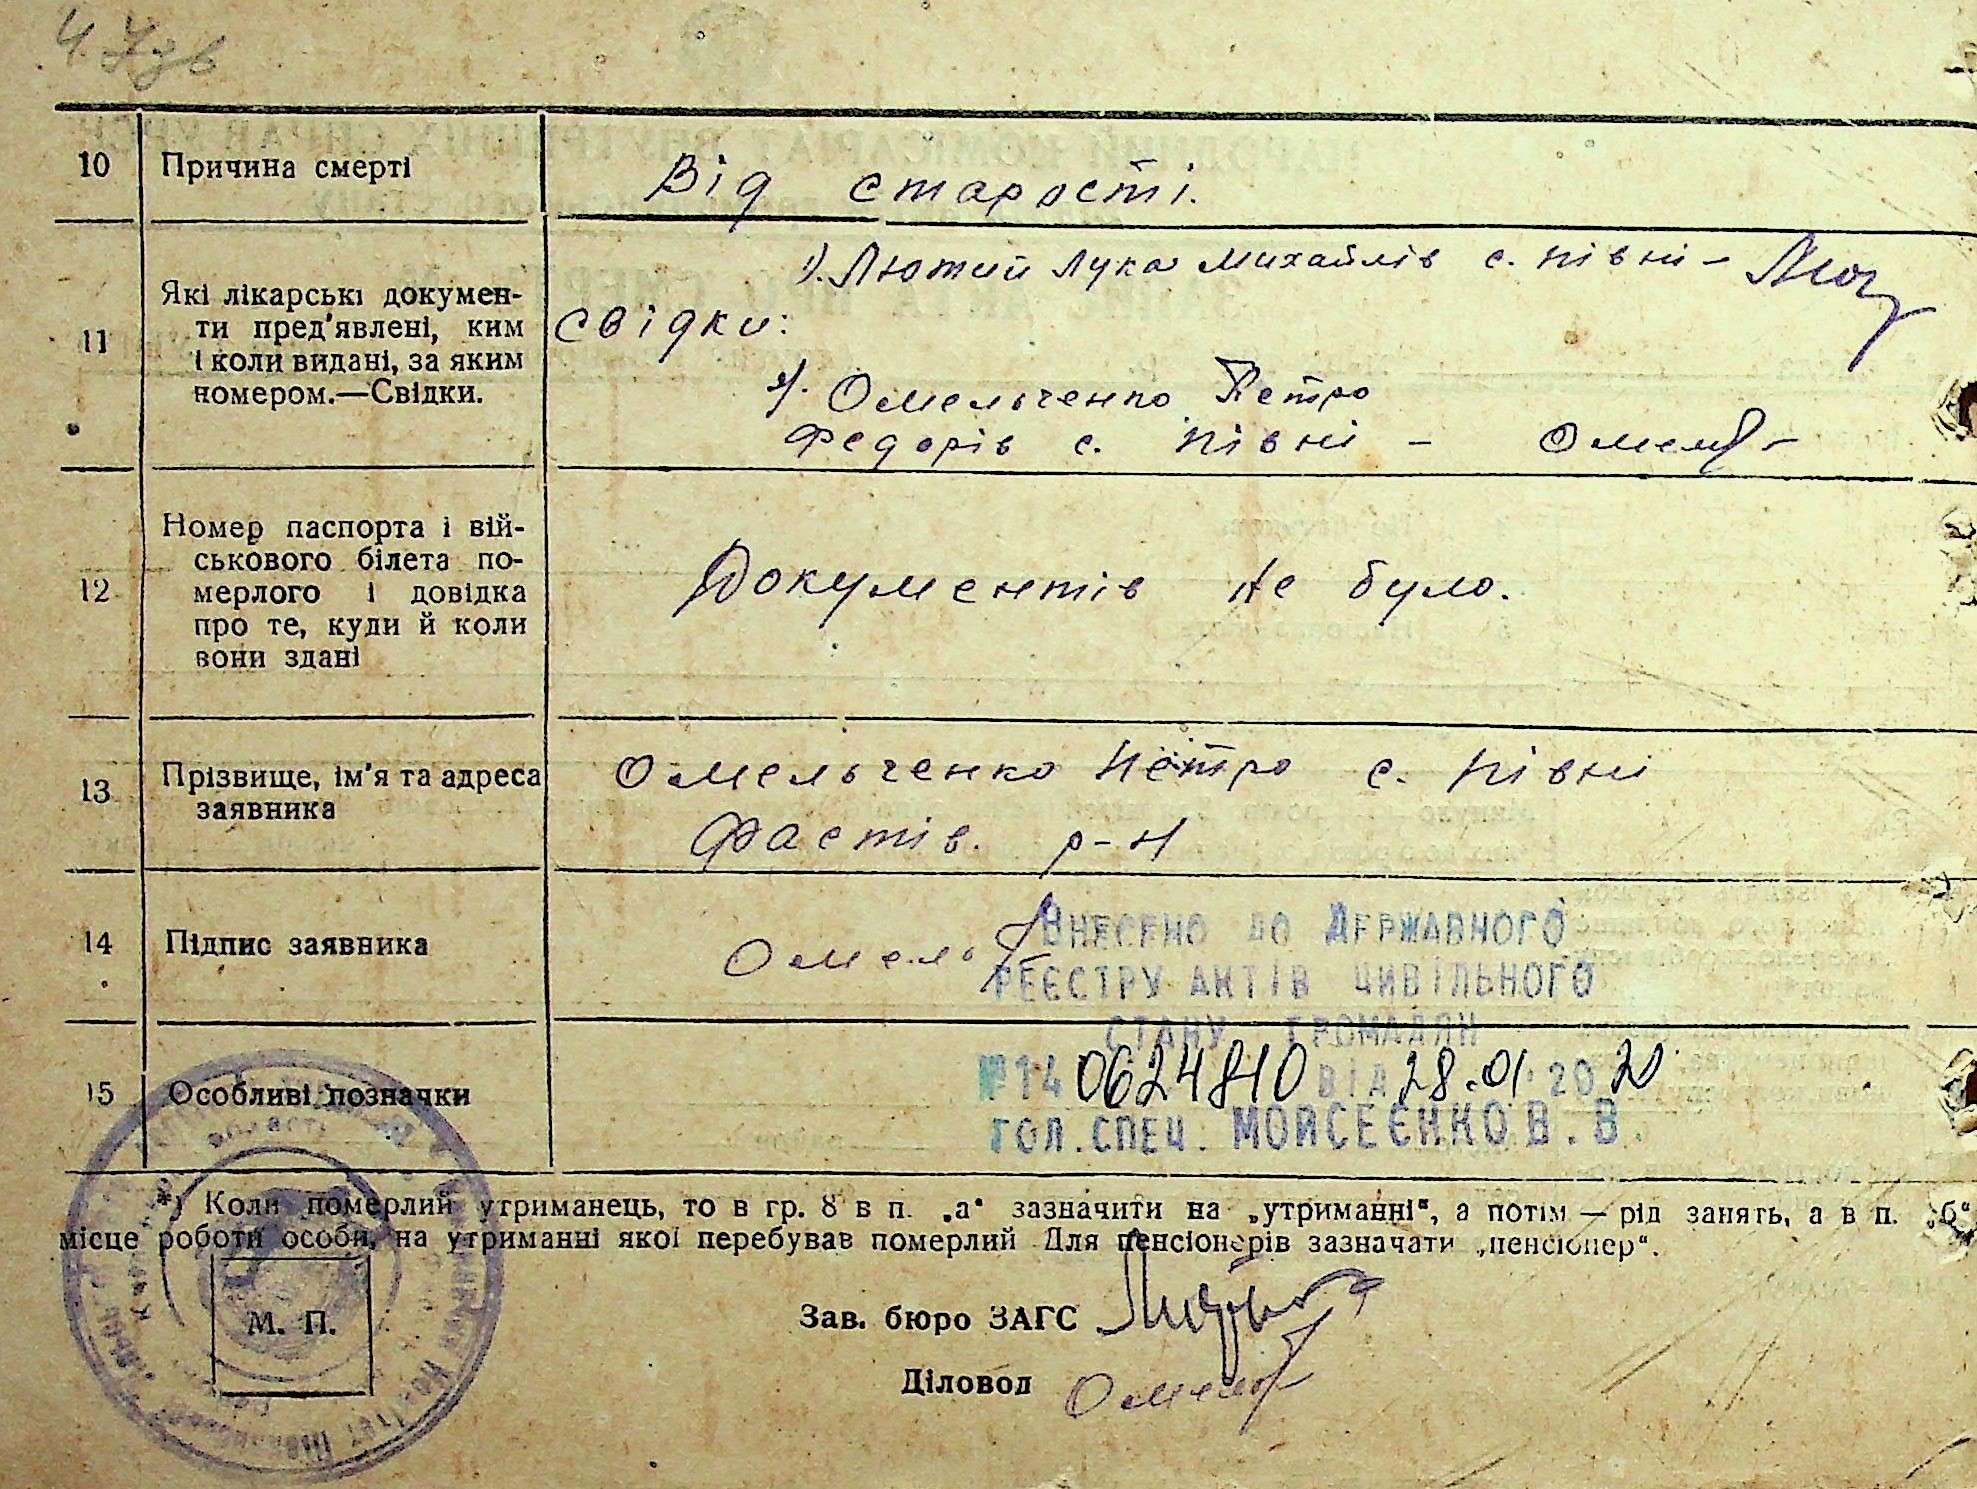 10 Причина смерті Від старості.
11 Які лікарські докумен-
ти пред'явлені, ким
і коли видані, за яким
номером.—Свідки.
1). Лютий Лука Михайлів с. Півні –
Свідки:
2). Омельченко Петро
Федорів с. Півні –
12 Номер паспорта і вій-
ськового білета по-
мерлого і довідка
про те, куди й коли
вони здані
Документів не було.
13 Прізвище, ім'я та адреса
заявника
Омельченко Петро с. Півні
Фастів. р-н
14 Підпис заявника
Внесено до Державного
реєстру актів цивільного
стану громадян
15 Особливі позначки
№14 0624810 від 28.01.2020
гол.спец. Мойсеєнко В.В.
*) Коли померлий утриманець, то в гр. 8 в п. „а“ зазначити на „утриманні“, а потім — рід занять, а в п. „б“
місце роботи особи, на утриманні якої перебував померлий Для пенсіонерів зазначати „пенсіонер“.
М. П.
Зав. бюро ЗАГС
Діловод